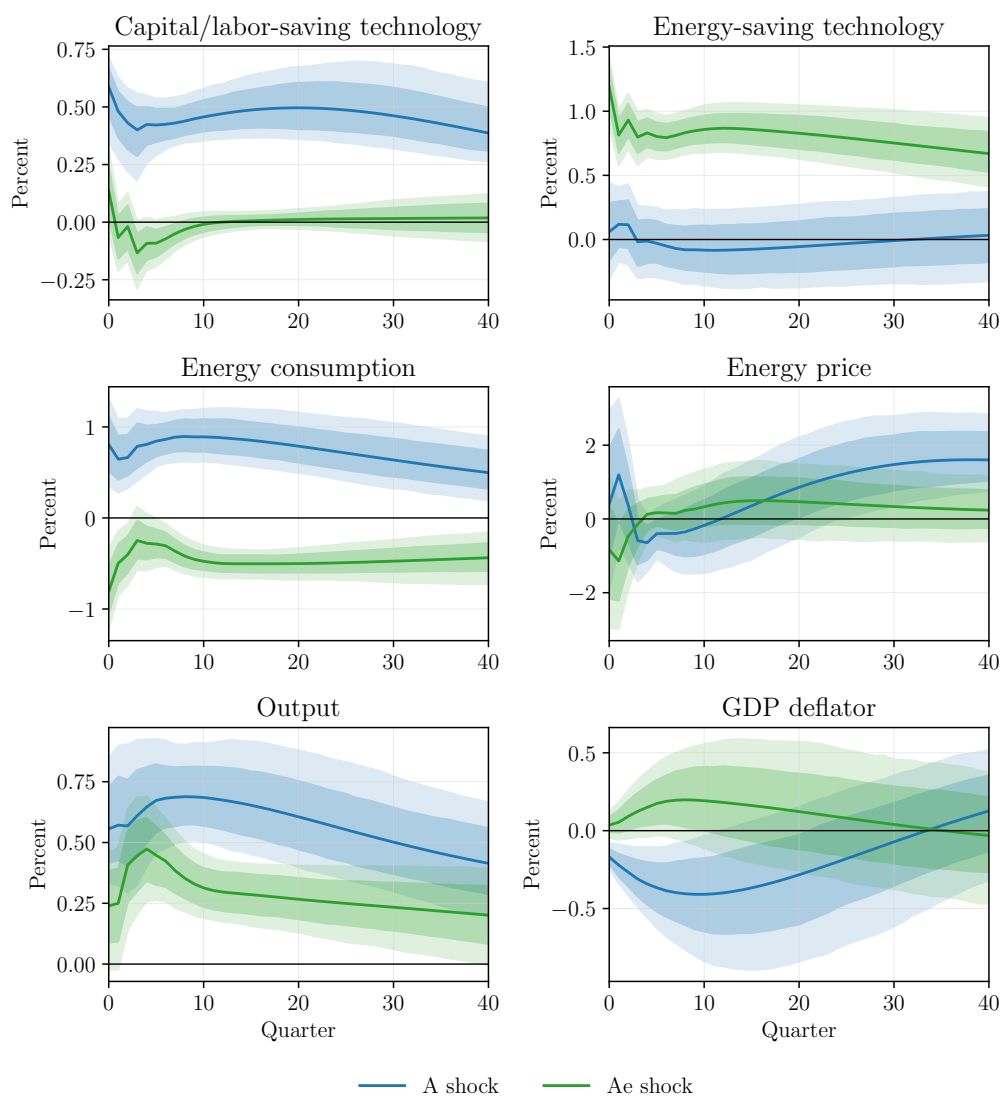 Capital/labor-saving technology
Energy-saving technology
Percent
0.75
0.50
0.25
0.00
−0.25
0 10 20 30 40
Percent
1.5
1.0
0.5
0.0
0 10 20 30 40
Energy consumption
Energy price
Percent
1
0
−1
0 10 20 30 40
Percent
2
0
−2
0 10 20 30 40
Output
GDP deflator
Percent
0.75
0.50
0.25
0.00
0 10 20 30 40
Quarter
Percent
0.5
0.0
−0.5
0 10 20 30 40
Quarter
A shock Ae shock